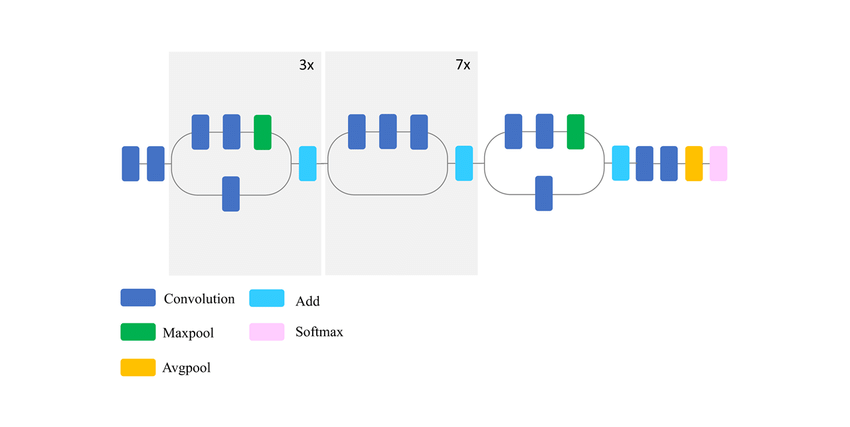 3x
7x
Convolution
Add
Maxpool
Softmax
Avgpool